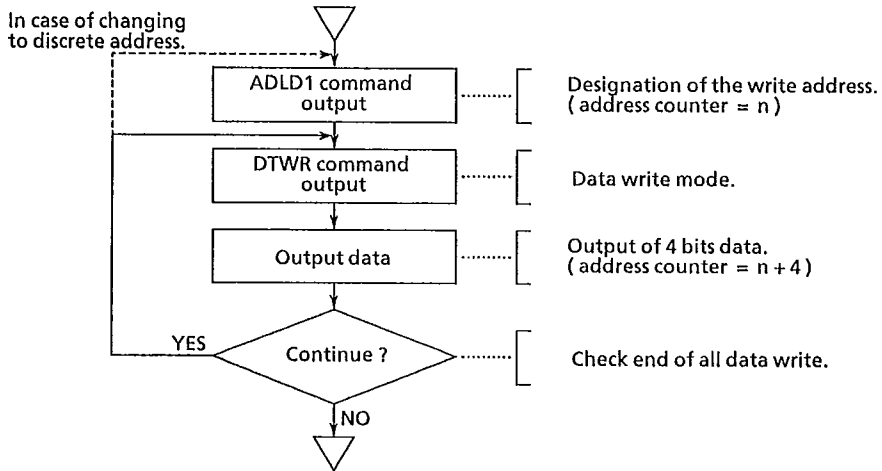 In case of changing
to discrete address.
ADLD1 command
output
Designation of the write address.
( address counter = n )
DTWR command
output
Data write mode.
Output data
Output of 4 bits data.
( address counter = n + 4 )
YES
Continue ?
Check end of all data write.
NO